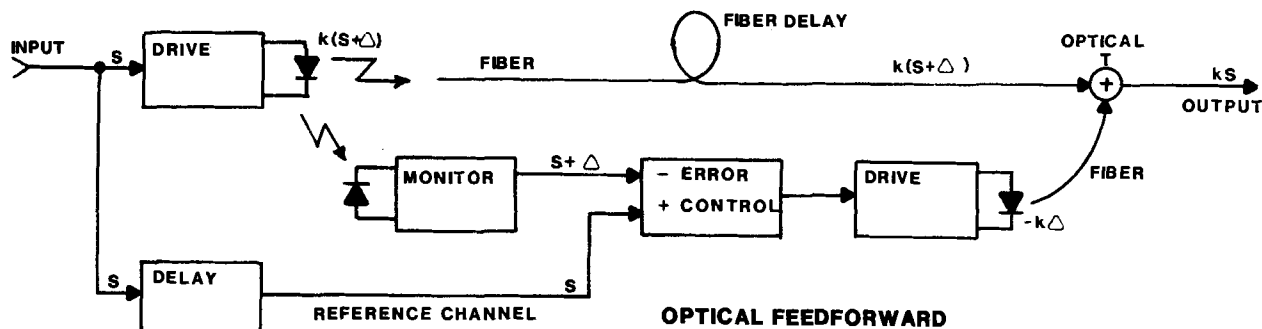 INPUT
S
DRIVE
k(S+△)
FIBER
FIBER DELAY
k(S+△)
OPTICAL
T
+
kS
OUTPUT
MONITOR
S+ △
- ERROR
+ CONTROL
DRIVE
-k△
FIBER
S
DELAY
REFERENCE CHANNEL
S
OPTICAL FEEDFORWARD